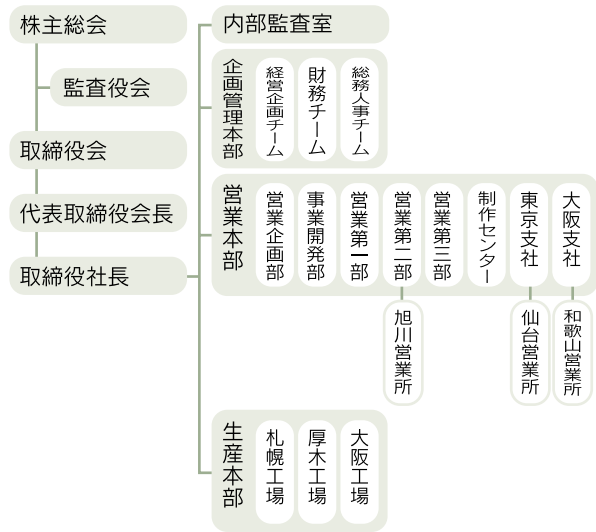 株主総会
監査役会
取締役会
代表取締役会長
取締役社長
内部監査室
企画管理本部
経営企画チーム
財務チーム
総務人事チーム
営業本部
営業企画部
事業開発部
営業第一部
営業第二部
営業第三部
制作センター
東京支社
大阪支社
旭川営業所
仙台営業所
和歌山営業所
生産本部
札幌工場
厚木工場
大阪工場